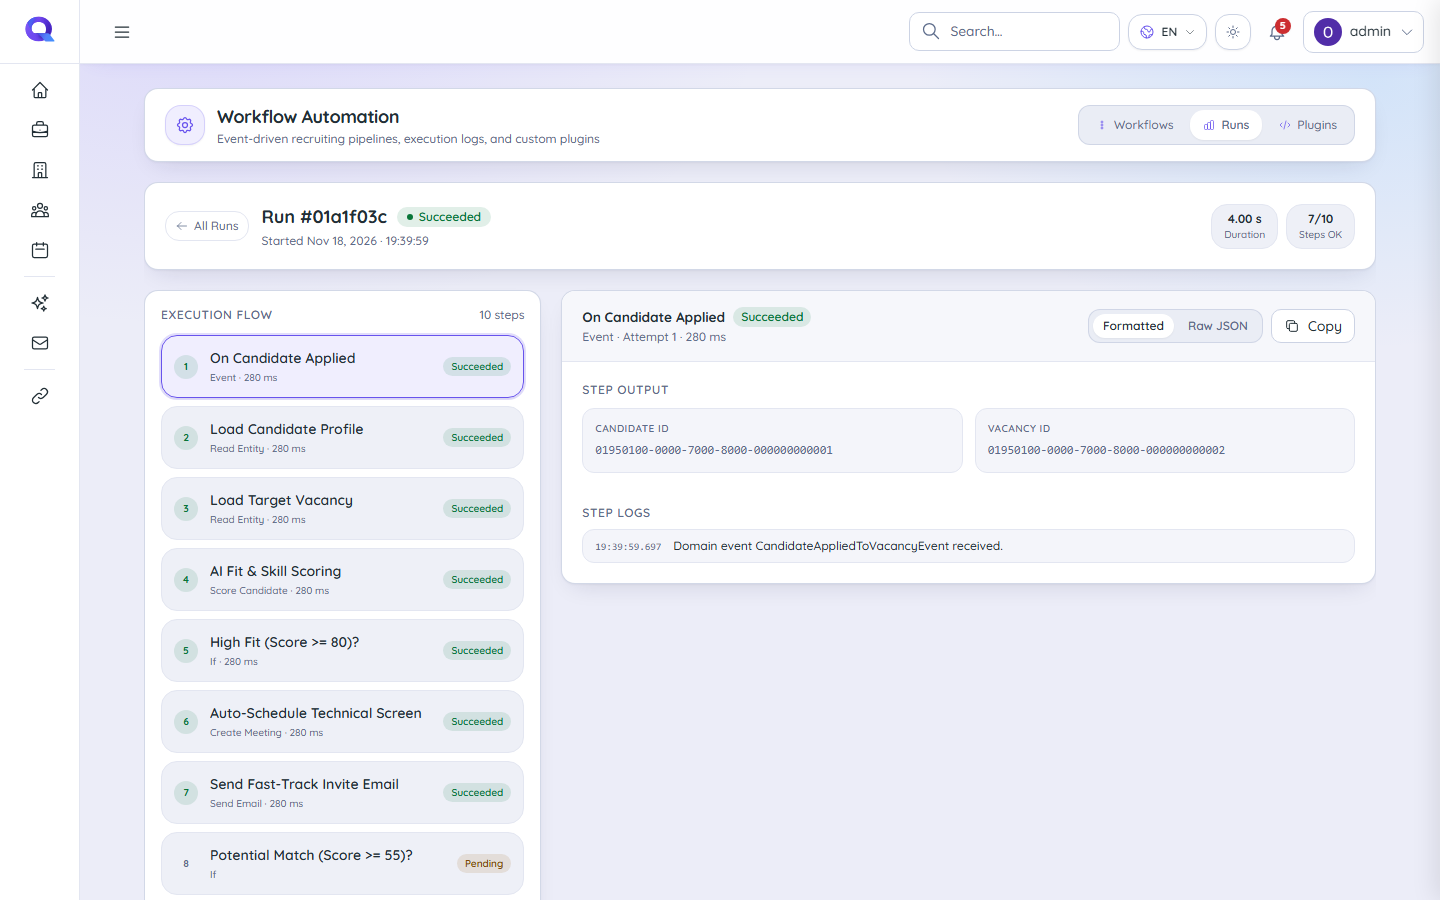 Search...
EN
5
O
admin
Workflow Automation
Event-driven recruiting pipelines, execution logs, and custom plugins
Workflows
Runs
Plugins
All Runs
Run #01a1f03c
Succeeded
Started Nov 18, 2026 · 19:39:59
4.00 s
Duration
7/10
Steps OK
EXECUTION FLOW
10 steps
1
On Candidate Applied
Event · 280 ms
Succeeded
2
Load Candidate Profile
Read Entity · 280 ms
Succeeded
3
Load Target Vacancy
Read Entity · 280 ms
Succeeded
4
AI Fit & Skill Scoring
Score Candidate · 280 ms
Succeeded
5
High Fit (Score >= 80)?
If · 280 ms
Succeeded
6
Auto-Schedule Technical Screen
Create Meeting · 280 ms
Succeeded
7
Send Fast-Track Invite Email
Send Email · 280 ms
Succeeded
8
Potential Match (Score >= 55)?
If
Pending
On Candidate Applied
Succeeded
Event · Attempt 1 · 280 ms
Formatted
Raw JSON
Copy
STEP OUTPUT
CANDIDATE ID
01950100-0000-7000-8000-000000000001
VACANCY ID
01950100-0000-7000-8000-000000000002
STEP LOGS
19:39:59.697 Domain event CandidateAppliedToVacancyEvent received.